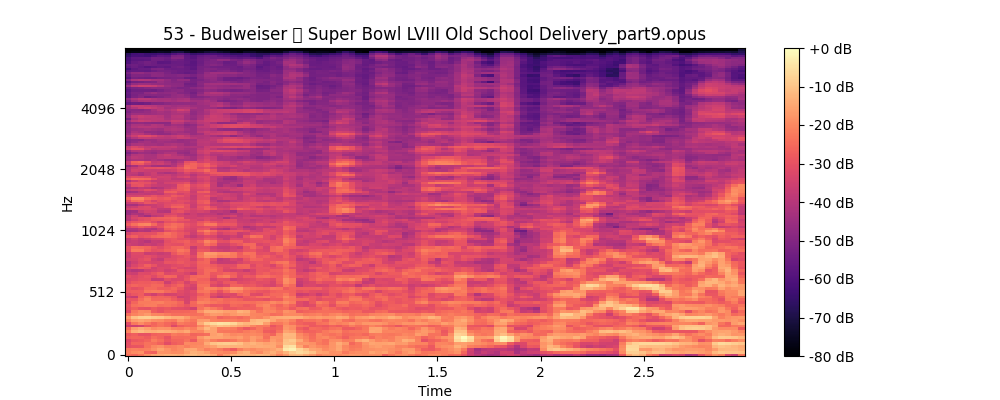 53 - Budweiser ▯ Super Bowl LVIII Old School Delivery_part9.opus
Hz
4096
2048
1024
512
0
0
0.5
1
1.5
2
2.5
Time
+0 dB
-10 dB
-20 dB
-30 dB
-40 dB
-50 dB
-60 dB
-70 dB
-80 dB